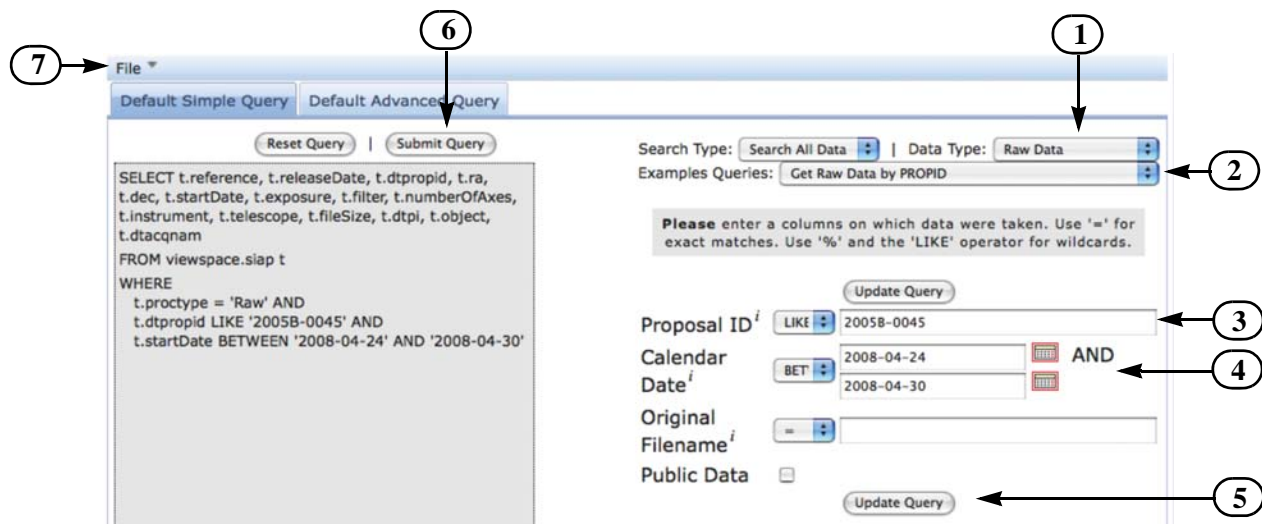 6
1
7
File
Default Simple Query Default Advanced Query
Reset Query | Submit Query
SELECT t.reference, t.releaseDate, t.dtpropid, t.ra,
t.dec, t.startDate, t.exposure, t.filter, t.numberOfAxes,
t.instrument, t.telescope, t.fileSize, t.dtpi, t.object,
t.dtacqnam
FROM viewspace.siap t
WHERE
t.proctype = 'Raw' AND
t.dtpropid LIKE '2005B-0045' AND
t.startDate BETWEEN '2008-04-24' AND '2008-04-30'
Search Type: Search All Data | Data Type: Raw Data
Examples Queries: Get Raw Data by PROPID
2
Please enter a columns on which data were taken. Use '=' for
exact matches. Use '%' and the 'LIKE' operator for wildcards.
Update Query
Proposal ID i LIKE 2005B-0045
3
Calendar
Date i BET 2008-04-24 AND
2008-04-30
4
Original
Filename i =
Public Data
Update Query
5